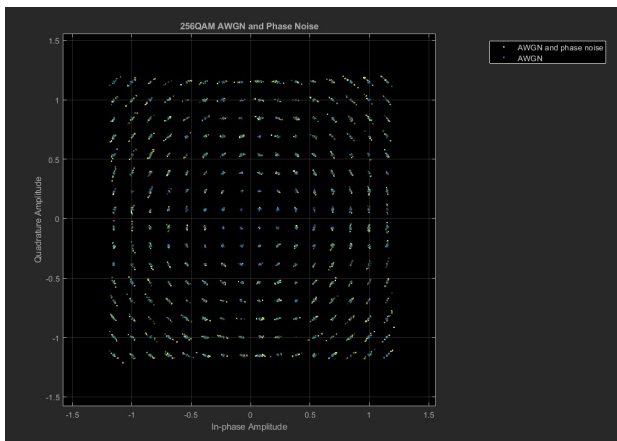 256QAM AWGN and Phase Noise
AWGN and phase noise
AWGN
1.5
1
0.5
0
-0.5
-1
-1.5
Quadrature Amplitude
-1.5
-1
-0.5
0
0.5
1
1.5
In-phase Amplitude